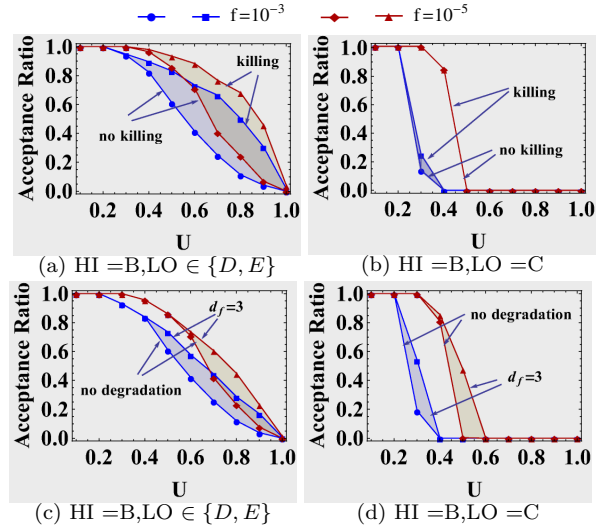 f=10⁻³ f=10⁻⁵
Acceptance Ratio
1.0
0.8
0.6
0.4
0.2
0.0
killing
no killing
0.2 0.4 0.6 0.8 1.0
U
(a) HI =B,LO ∈ {D, E}
Acceptance Ratio
1.0
0.8
0.6
0.4
0.2
0.0
killing
no killing
0.2 0.4 0.6 0.8 1.0
U
(b) HI =B,LO =C
Acceptance Ratio
1.0
0.8
0.6
0.4
0.2
0.0
d_f=3
no degradation
0.2 0.4 0.6 0.8 1.0
U
(c) HI =B,LO ∈ {D, E}
Acceptance Ratio
1.0
0.8
0.6
0.4
0.2
0.0
no degradation
d_f=3
0.2 0.4 0.6 0.8 1.0
U
(d) HI =B,LO =C